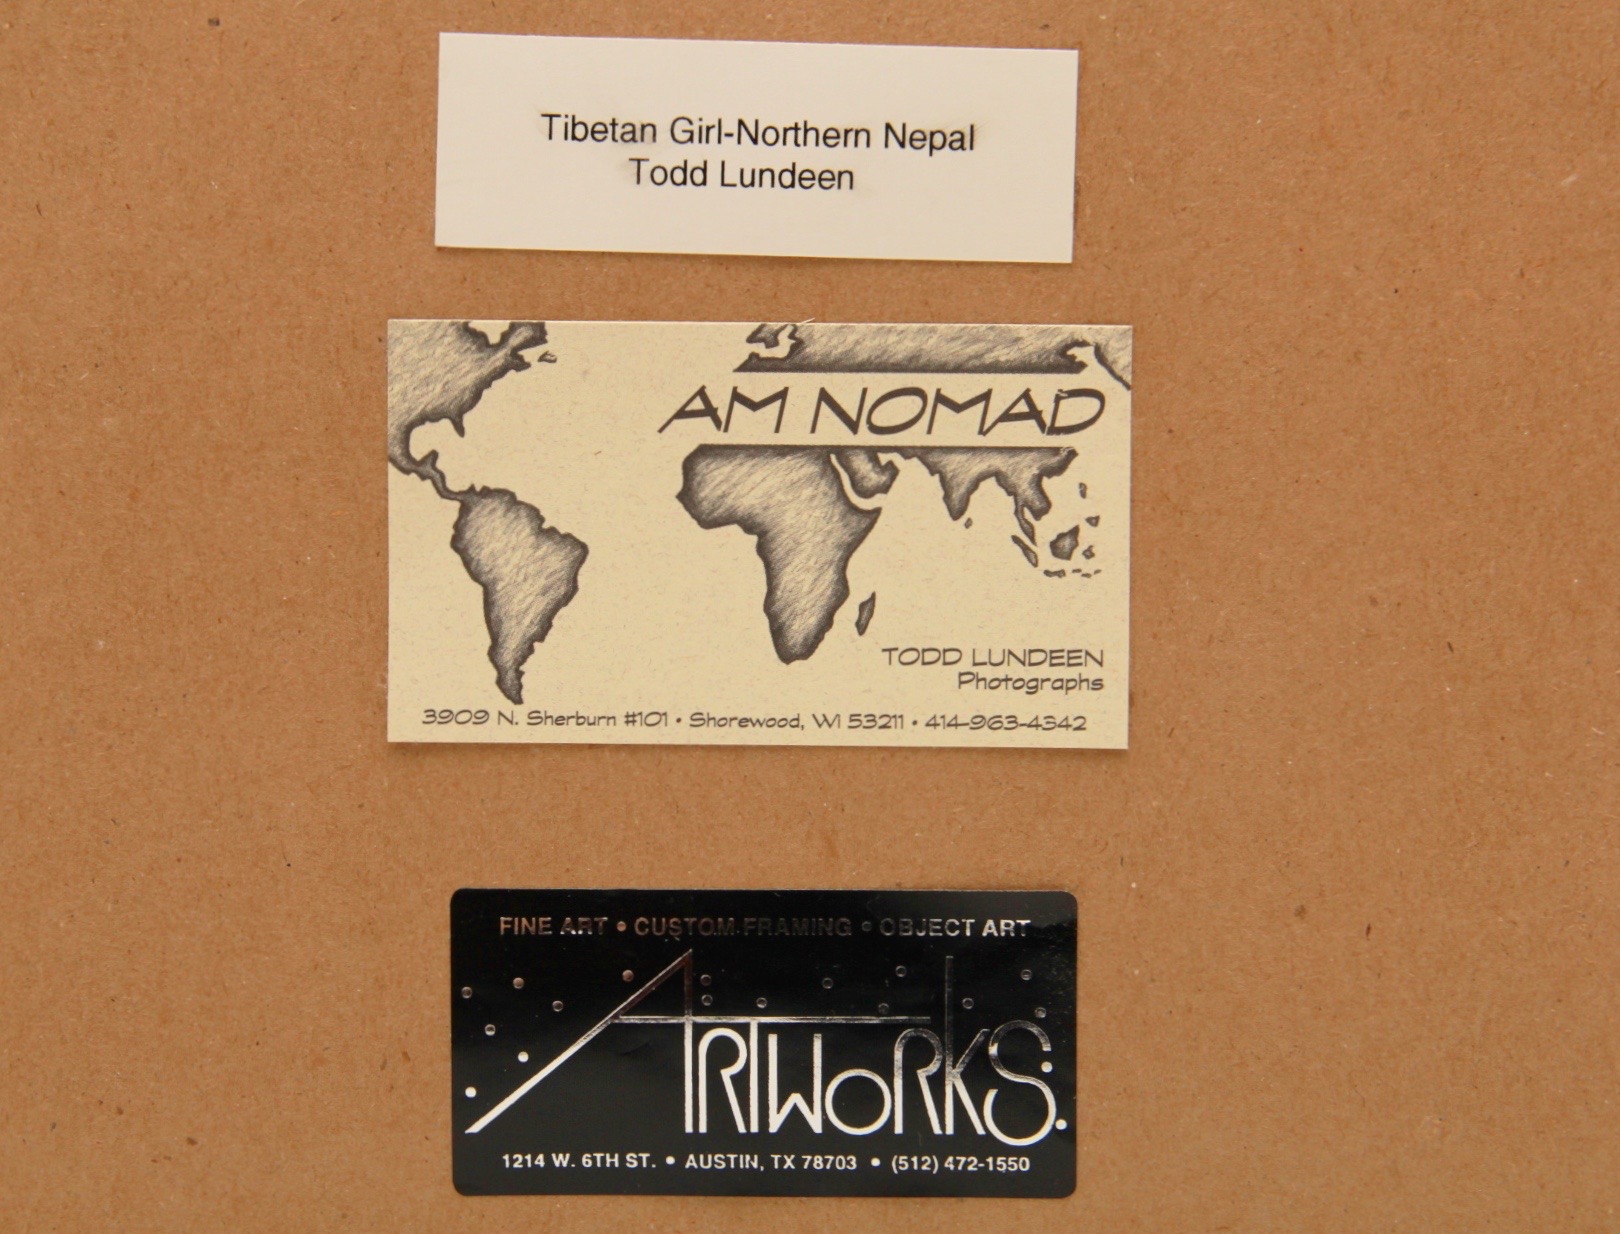 Tibetan Girl-Northern Nepal
Todd Lundeen
AM NOMAD
TODD LUNDEEN
Photographs
3909 N. Sherburn #101 • Shorewood, WI 53211 • 414-963-4342
FINE ART • CUSTOM FRAMING • OBJECT ART
ARTWORKS.
1214 W. 6TH ST. • AUSTIN, TX 78703 • (512) 472-1550